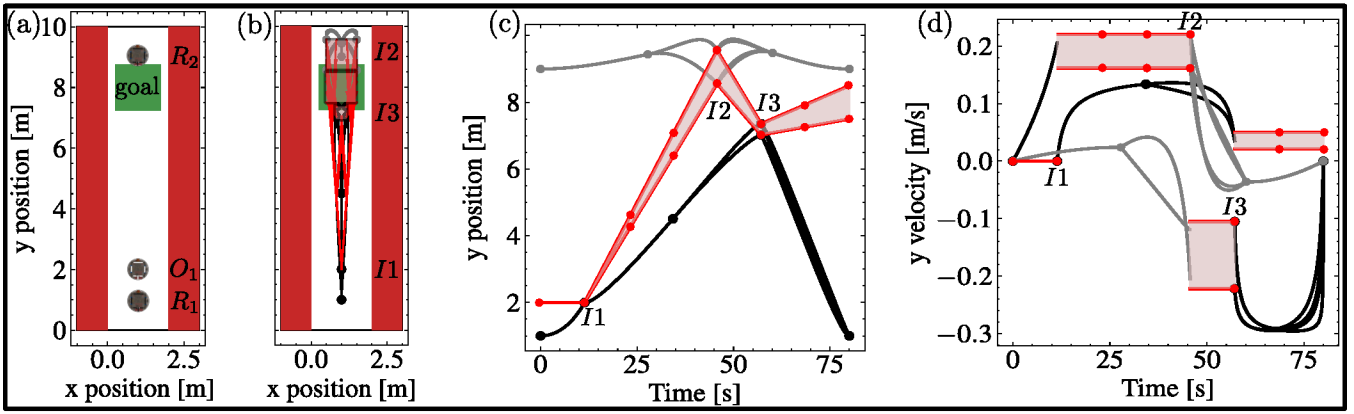 (a)
10
8
6
4
2
0
y position [m]
R2
goal
O1
R1
0.0
2.5
x position [m]
(b)
I2
I3
I1
0.0
2.5
x position [m]
(c)
8
6
4
2
y position [m]
I1
I2
I3
0
25
50
75
Time [s]
(d)
0.2
0.1
0.0
−0.1
−0.2
−0.3
y velocity [m/s]
I2
I1
I3
0
25
50
75
Time [s]